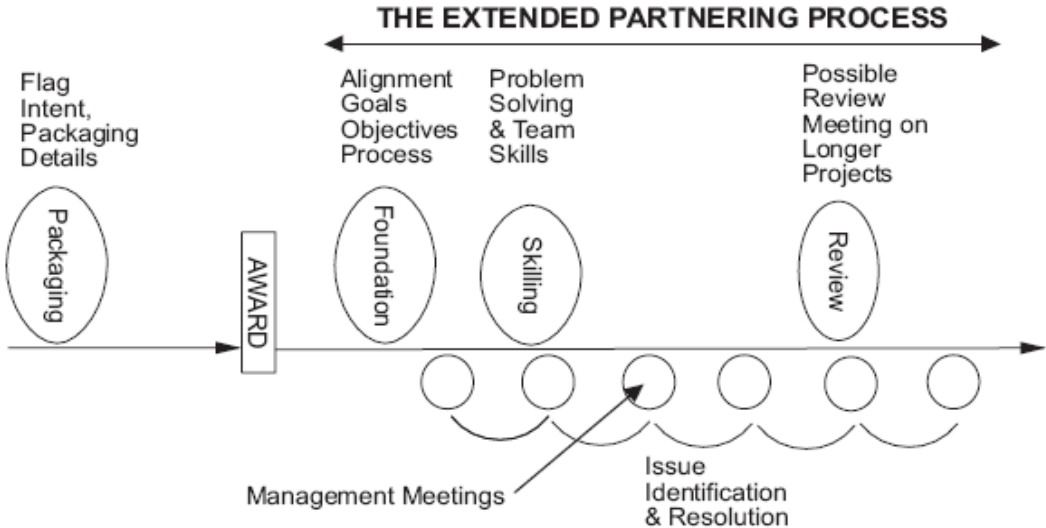 THE EXTENDED PARTNERING PROCESS
Flag
Intent,
Packaging
Details
Alignment
Goals
Objectives
Process
Problem
Solving
& Team
Skills
Possible
Review
Meeting on
Longer
Projects
Packaging
AWARD
Foundation
Skilling
Review
Management Meetings
Issue
Identification
& Resolution